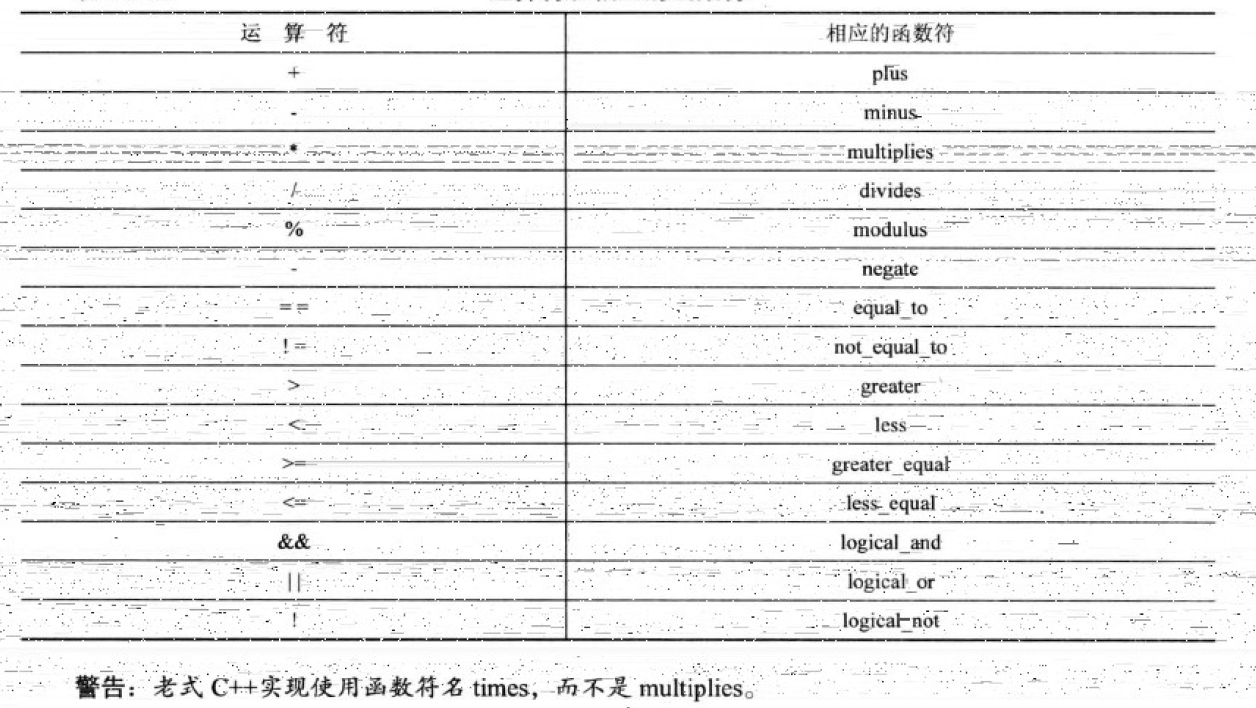 运 算 符 相应的函数符
+ plus
- minus
* multiplies
/ divides
% modulus
- negate
== equal_to
!= not_equal_to
> greater
< less
>= greater_equal
<= less_equal
&& logical_and
|| logical_or
! logical_not
警告：老式 C++实现使用函数符名 times，而不是 multiplies。